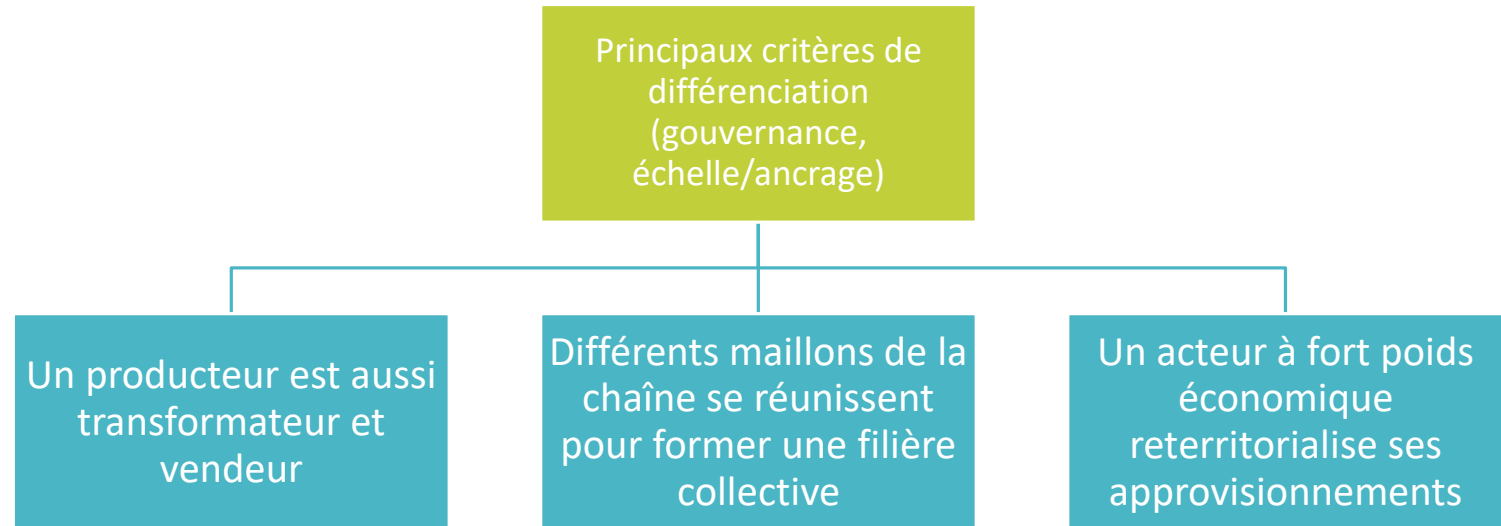 Principaux critères de
différenciation
(gouvernance,
échelle/ancrage)
Un producteur est aussi
transformateur et
vendeur
Différents maillons de la
chaîne se réunissent
pour former une filière
collective
Un acteur à fort poids
économique
reterritorialise ses
approvisionnements